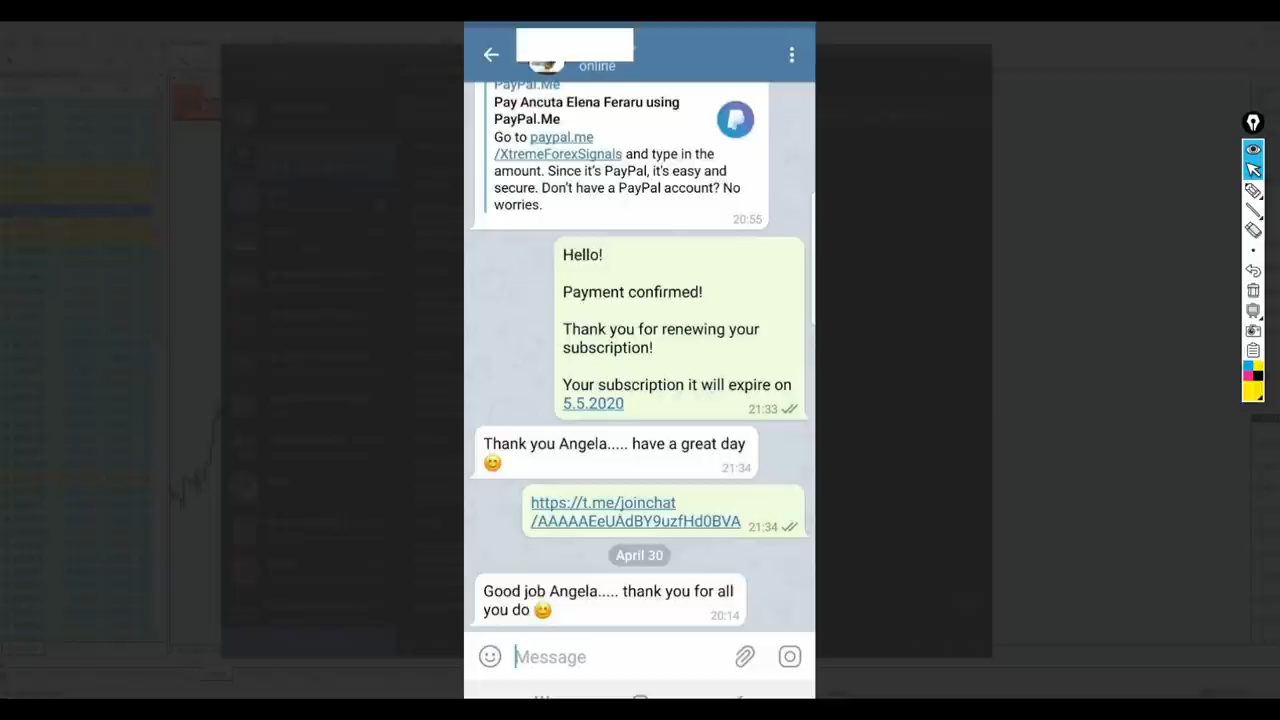 online
PayPal.Me
Pay Ancuta Elena Feraru using
PayPal.Me
Go to paypal.me
/XtremeForexSignals and type in the
amount. Since it's PayPal, it's easy and
secure. Don't have a PayPal account? No
worries.
20:55
Hello!
Payment confirmed!
Thank you for renewing your
subscription!
Your subscription it will expire on
5.5.2020
21:33
Thank you Angela..... have a great day
😊
21:34
https://t.me/joinchat
/AAAAAEeUAdBY9uzfHd0BVA
21:34
April 30
Good job Angela..... thank you for all
you do 😊
20:14
Message